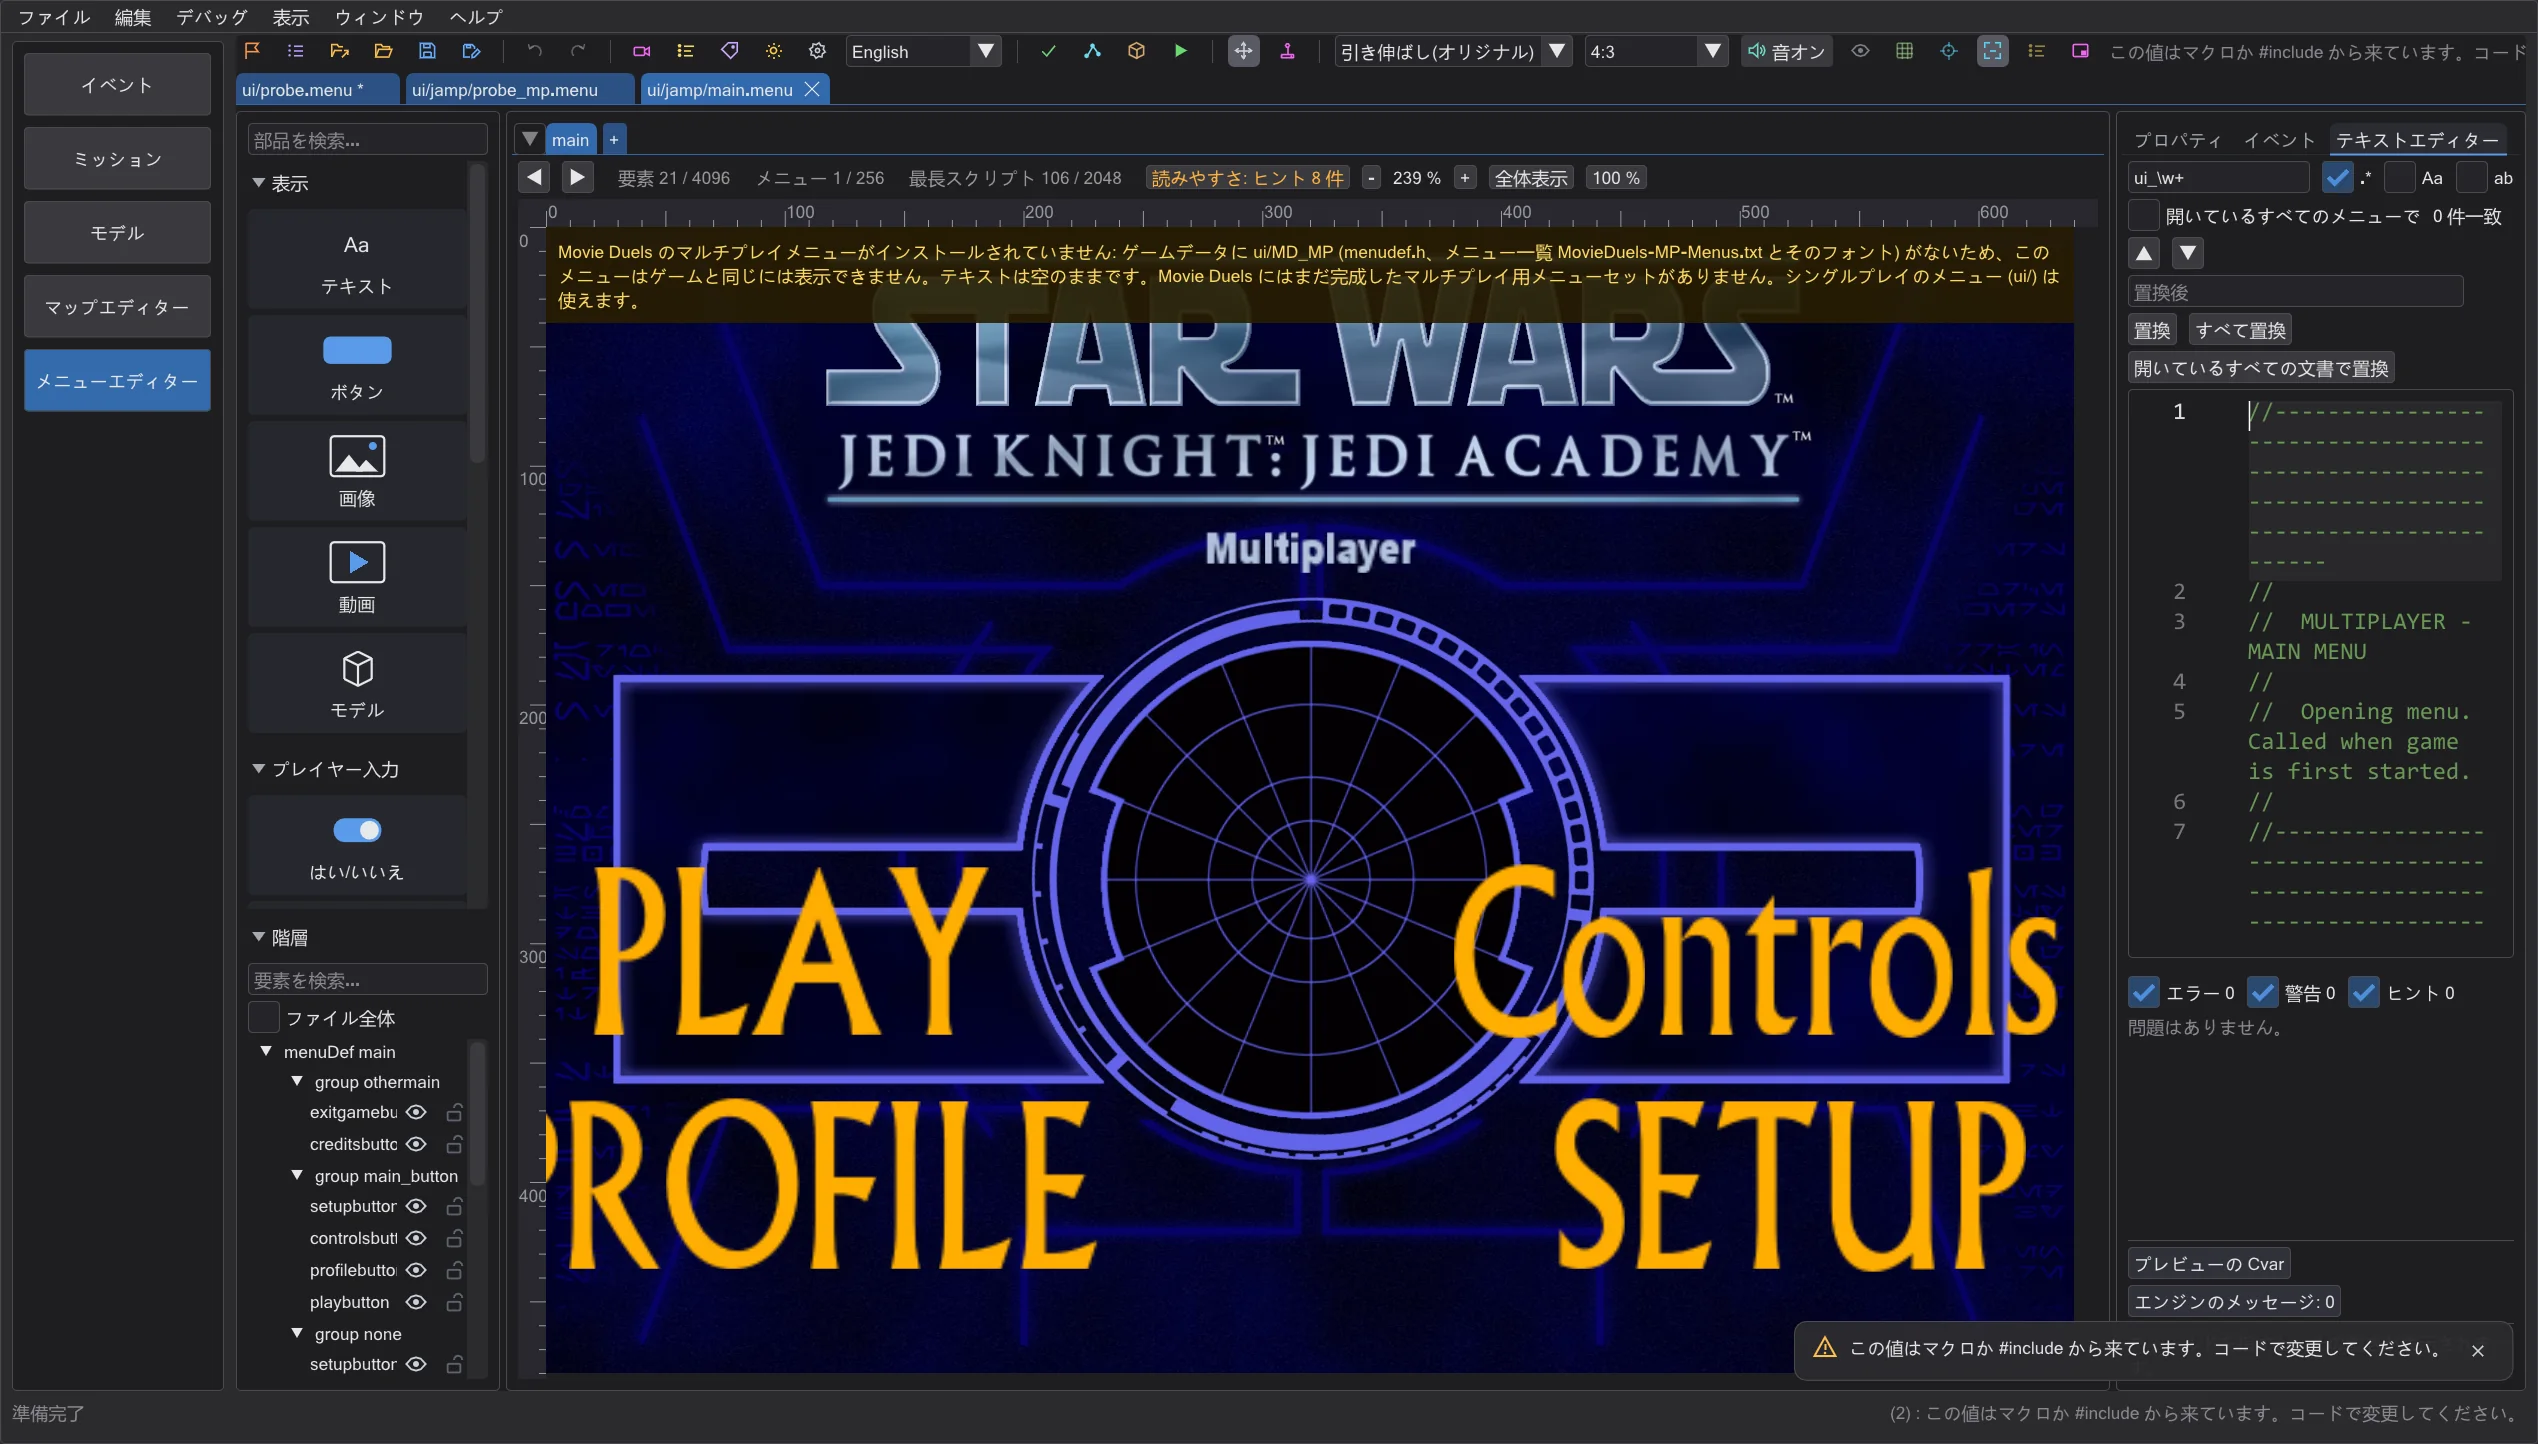 ファイル 編集 デバッグ 表示 ウィンドウ ヘルプ
English 引き伸ばし(オリジナル) 4:3 音オン この値はマクロか #include から来ています。コード
イベント
ミッション
モデル
マップエディター
メニューエディター
ui/probe.menu * ui/jamp/probe_mp.menu ui/jamp/main.menu
部品を検索...
表示
Aa
テキスト
ボタン
画像
動画
モデル
プレイヤー入力
はい/いいえ
階層
要素を検索...
ファイル全体
menuDef main
group othermain
exitgamebu
creditsbutto
group main_button
setupbuttor
controlsbutt
profilebutto
playbutton
group none
setupbuttor
main +
要素 21 / 4096 メニュー 1 / 256 最長スクリプト 106 / 2048 読みやすさ: ヒント 8 件 - 239 % + 全体表示 100 %
0 100 200 300 400 500 600
0
100
200
300
400
Movie Duels のマルチプレイメニューがインストールされていません: ゲームデータに ui/MD_MP (menudef.h、メニュー一覧 MovieDuels-MP-Menus.txt とそのフォント) がないため、この
メニューはゲームと同じには表示できません。テキストは空のままです。Movie Duels にはまだ完成したマルチプレイ用メニューセットがありません。シングルプレイのメニュー (ui/) は
使えます。
STAR WARS™
JEDI KNIGHT™: JEDI ACADEMY™
Multiplayer
PLAY Controls
PROFILE SETUP
プロパティ イベント テキストエディター
ui_\w+ .* Aa ab
開いているすべてのメニューで 0 件一致
置換後
置換 すべて置換
開いているすべての文書で置換
1 //----------------
------------------
------------------
------------------
------------------
------
2 //
3 //  MULTIPLAYER -
MAIN MENU
4 //
5 //  Opening menu.
Called when game
is first started.
6 //
7 //----------------
------------------
------------------
------------------
エラー 0 警告 0 ヒント 0
問題はありません。
プレビューの Cvar
エンジンのメッセージ: 0
この値はマクロか #include から来ています。コードで変更してください。
準備完了
(2) : この値はマクロか #include から来ています。コードで変更してください。